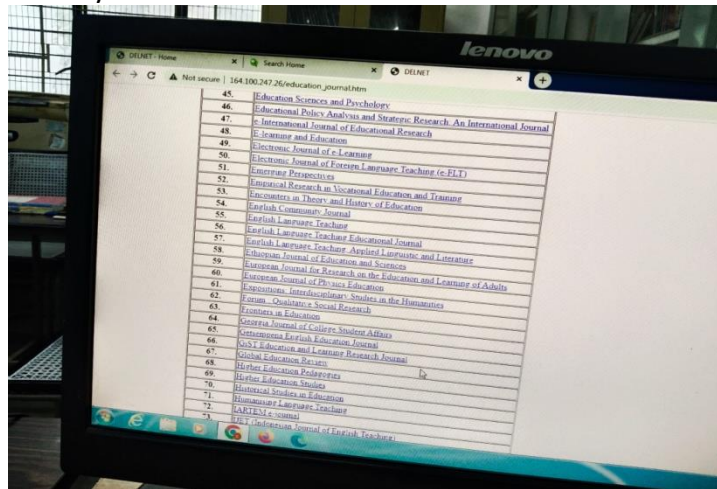 lenovo
DELNET - Home
Search Home
DELNET
Not secure | 164.100.247.26/education_journal.htm
45. Education Sciences and Psychology
46. Educational Policy Analysis and Strategic Research: An International Journal
47. e-International Journal of Educational Research
48. E-learning and Education
49. Electronic Journal of e-Learning
50. Electronic Journal of Foreign Language Teaching (e-FLT)
51. Emerging Perspectives
52. Empirical Research in Vocational Education and Training
53. Encounters in Theory and History of Education
54. English Community Journal
55. English Language Teaching
56. English Language Teaching Educational Journal
57. English Language Teaching, Applied Linguistic and Literature
58. Ethiopian Journal of Education and Sciences
59. European Journal for Research on the Education and Learning of Adults
60. European Journal of Physics Education
61. Expositions: Interdisciplinary Studies in the Humanities
62. Forum : Qualitative Social Research
63. Frontiers in Education
64. Georgia Journal of College Student Affairs
65. Getsempena English Education Journal
66. GiST Education and Learning Research Journal
67. Global Education Review
68. Higher Education Pedagogies
69. Higher Education Studies
70. Historical Studies in Education
71. Humanising Language Teaching
72. IARTEM e-journal
73. IJET (Indonesian Journal of English Teaching)